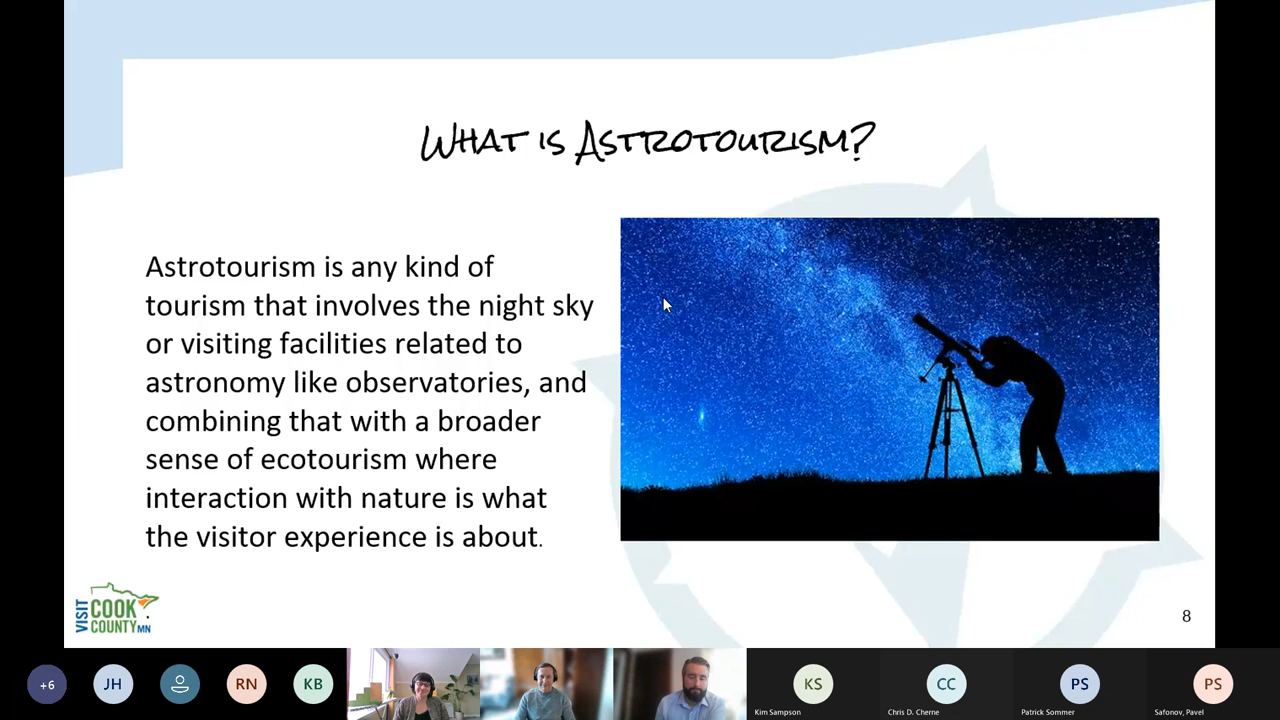 What is Astrotourism?
Astrotourism is any kind of
tourism that involves the night sky
or visiting facilities related to
astronomy like observatories, and
combining that with a broader
sense of ecotourism where
interaction with nature is what
the visitor experience is about.
VISIT
COOK
COUNTY MN
8
+6
JH
RN
KB
KS
Kim Sampson
CC
Chris D. Cherne
PS
Patrick Sommer
PS
Safonov, Pavel